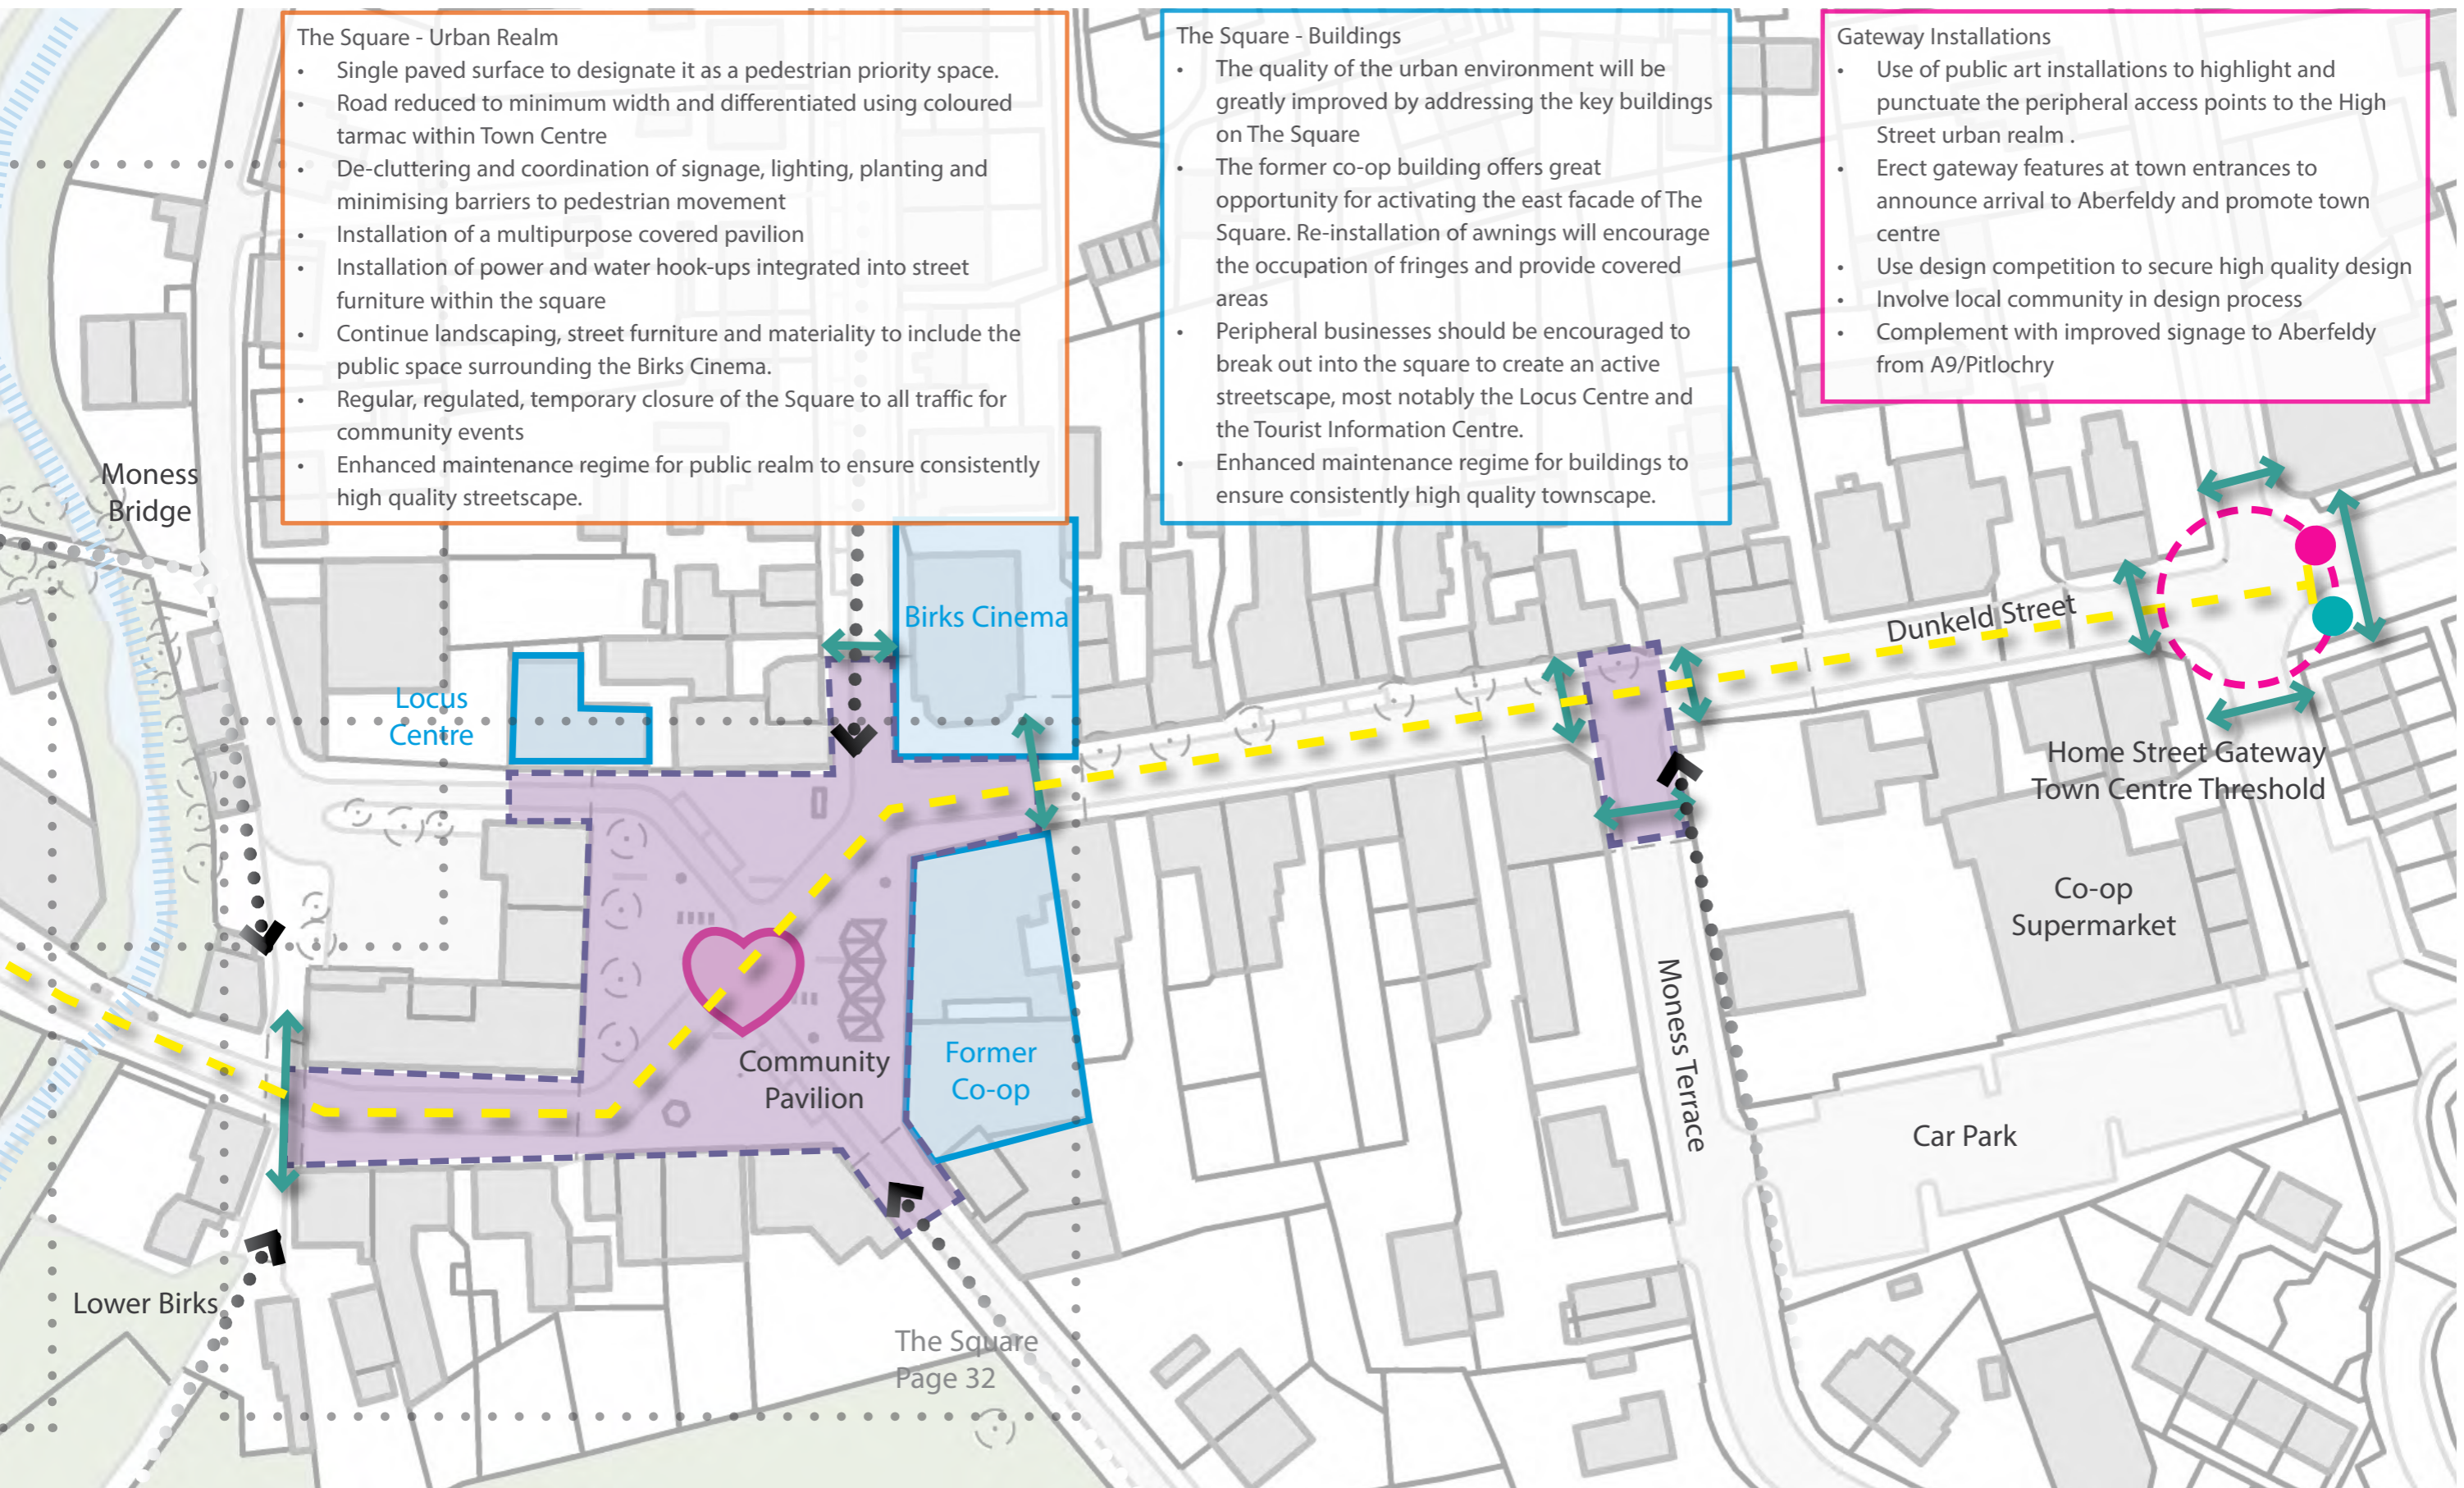 The Square - Urban Realm
• Single paved surface to designate it as a pedestrian priority space.
• Road reduced to minimum width and differentiated using coloured
tarmac within Town Centre
• De-cluttering and coordination of signage, lighting, planting and
minimising barriers to pedestrian movement
• Installation of a multipurpose covered pavilion
• Installation of power and water hook-ups integrated into street
furniture within the square
• Continue landscaping, street furniture and materiality to include the
public space surrounding the Birks Cinema.
• Regular, regulated, temporary closure of the Square to all traffic for
community events
• Enhanced maintenance regime for public realm to ensure consistently
high quality streetscape.
The Square - Buildings
• The quality of the urban environment will be
greatly improved by addressing the key buildings
on The Square
• The former co-op building offers great
opportunity for activating the east facade of The
Square. Re-installation of awnings will encourage
the occupation of fringes and provide covered
areas
• Peripheral businesses should be encouraged to
break out into the square to create an active
streetscape, most notably the Locus Centre and
the Tourist Information Centre.
• Enhanced maintenance regime for buildings to
ensure consistently high quality townscape.
Gateway Installations
• Use of public art installations to highlight and
punctuate the peripheral access points to the High
Street urban realm .
• Erect gateway features at town entrances to
announce arrival to Aberfeldy and promote town
centre
• Use design competition to secure high quality design
• Involve local community in design process
• Complement with improved signage to Aberfeldy
from A9/Pitlochry
Moness
Bridge
Birks Cinema
Dunkeld Street
Locus
Centre
Home Street Gateway
Town Centre Threshold
Co-op
Supermarket
Community
Pavilion
Former
Co-op
Moness Terrace
Car Park
Lower Birks
The Square
Page 32